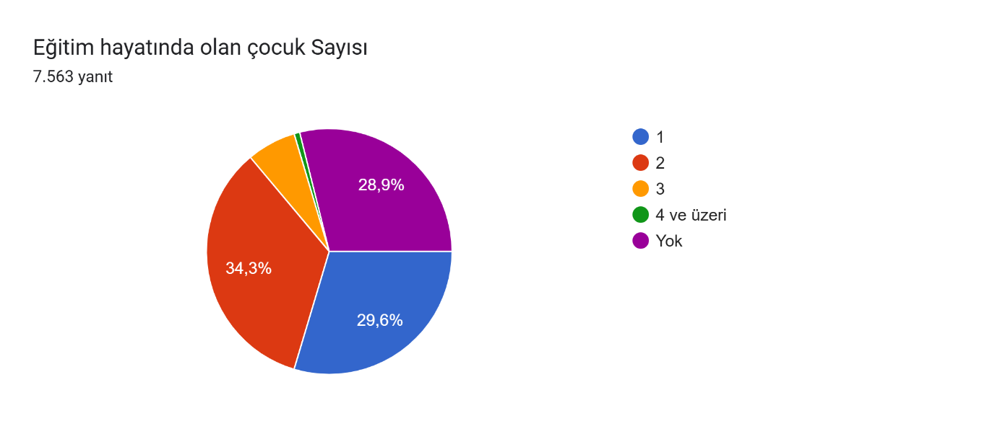 Eğitim hayatında olan çocuk Sayısı
7.563 yanıt
28,9%
34,3%
29,6%
1
2
3
4 ve üzeri
Yok